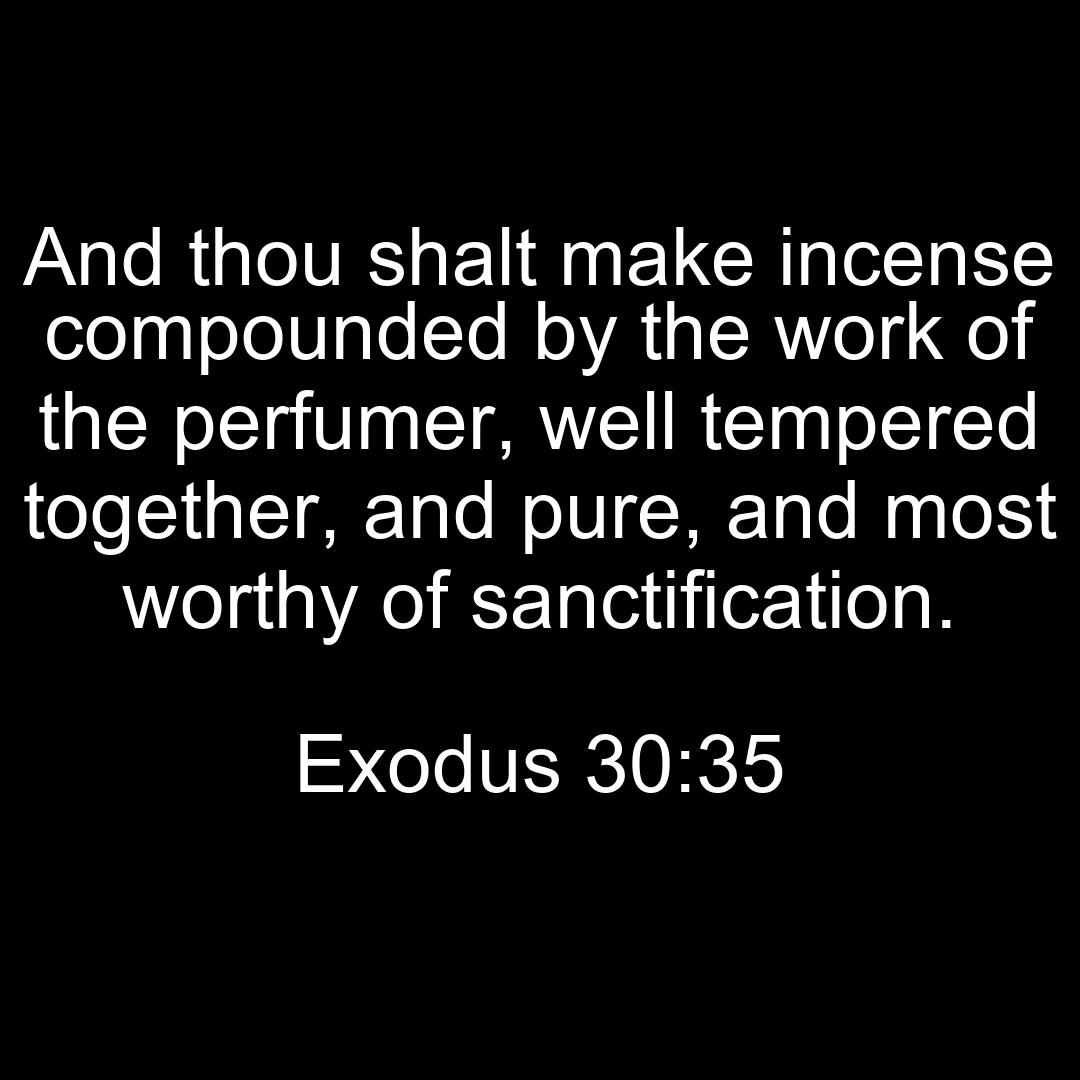 And thou shalt make incense
compounded by the work of
the perfumer, well tempered
together, and pure, and most
worthy of sanctification.
Exodus 30:35